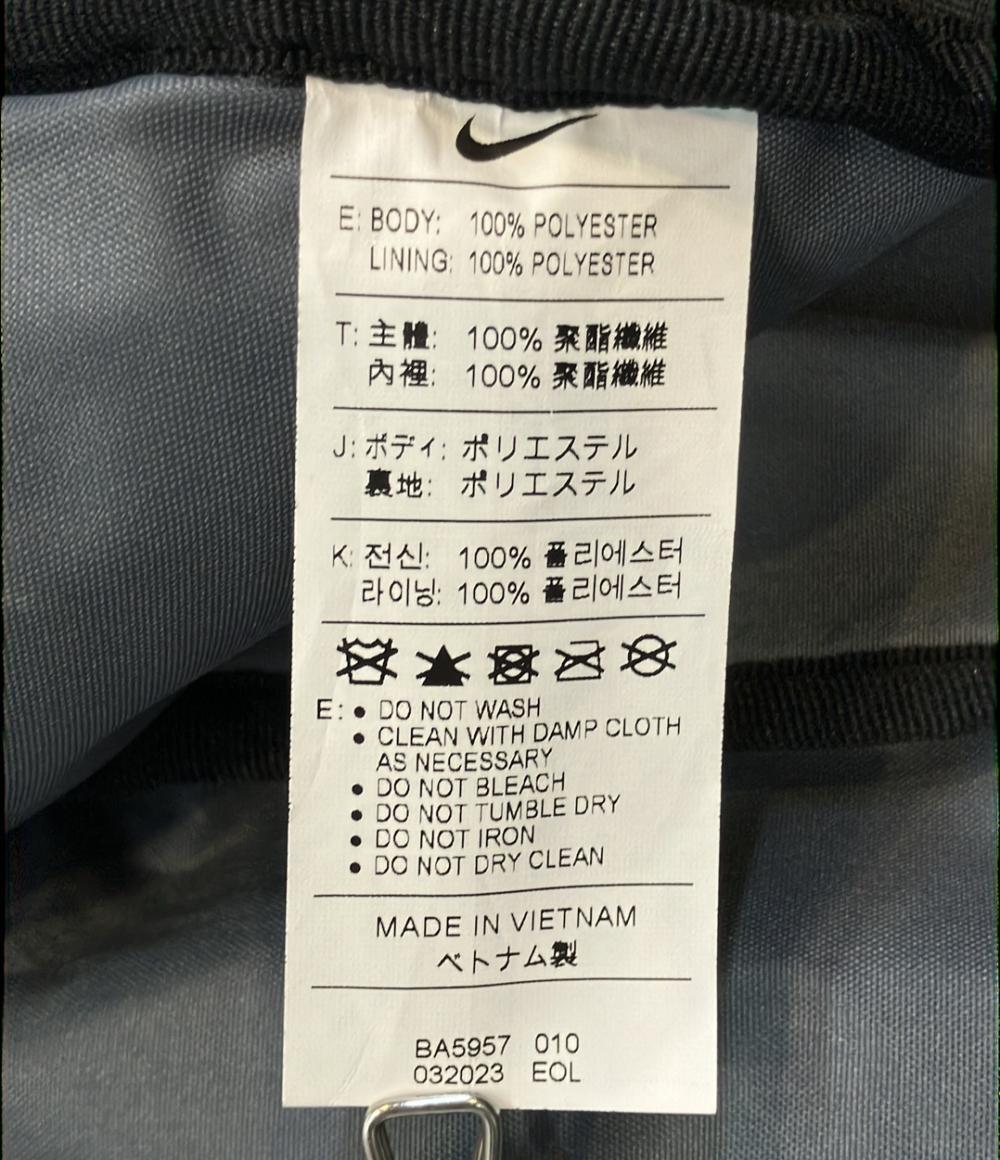 E: BODY: 100% POLYESTER
LINING: 100% POLYESTER
T: 主體: 100% 聚酯纖維
內裡: 100% 聚酯纖維
J: ボディ: ポリエステル
裏地: ポリエステル
K: 전신: 100% 폴리에스터
라이닝: 100% 폴리에스터
E: • DO NOT WASH
• CLEAN WITH DAMP CLOTH
AS NECESSARY
• DO NOT BLEACH
• DO NOT TUMBLE DRY
• DO NOT IRON
• DO NOT DRY CLEAN
MADE IN VIETNAM
ベトナム製
BA5957 010
032023 EOL